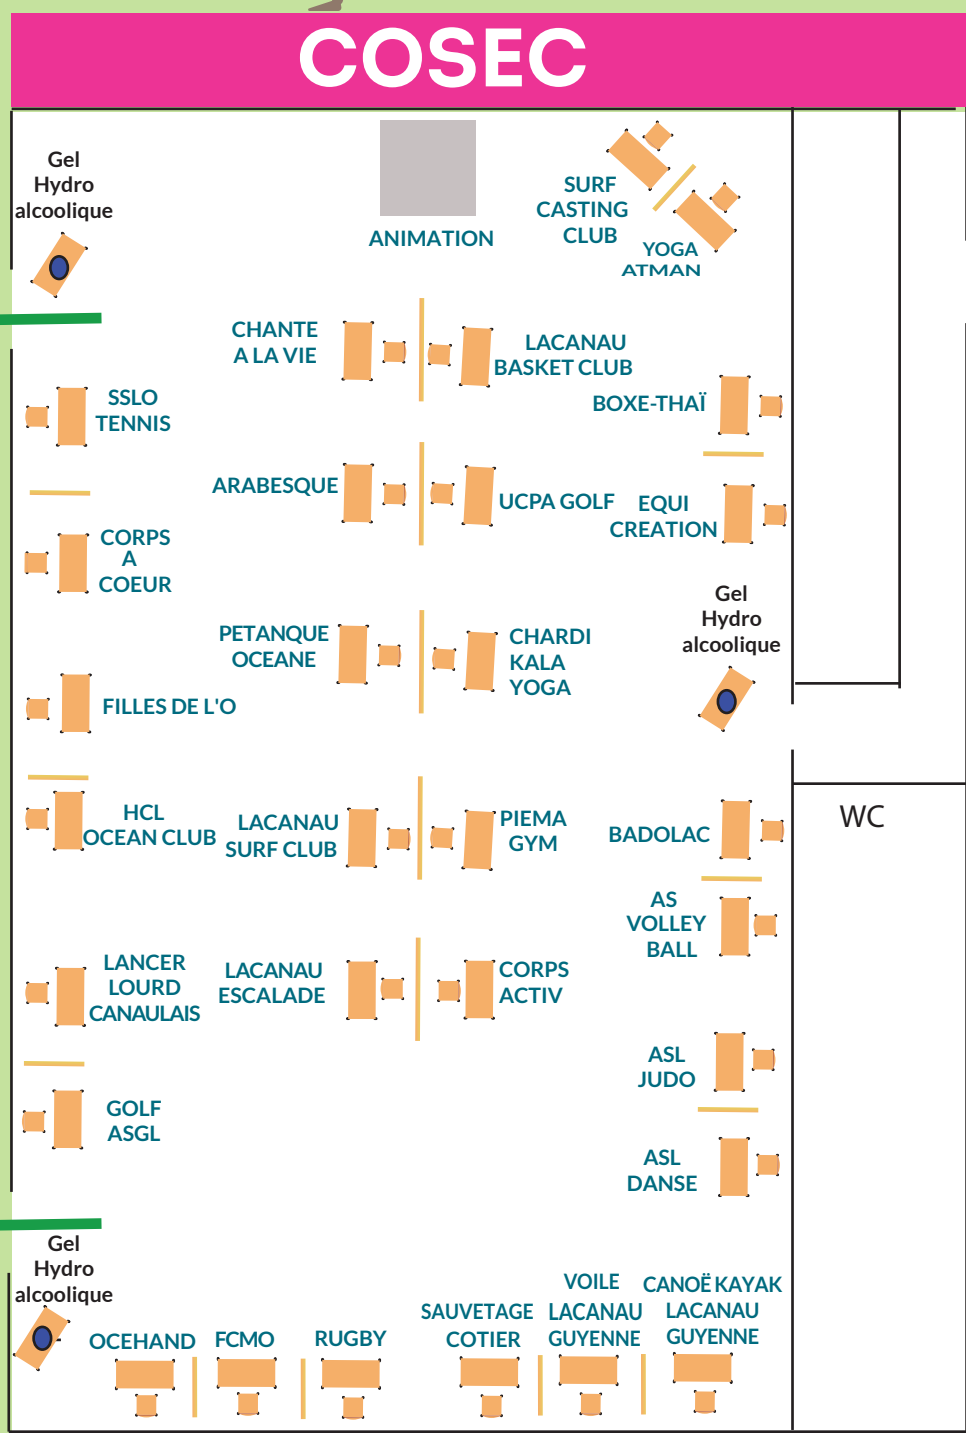 COSEC
Gel
Hydro
alcoolique
ANIMATION
SURF
CASTING
CLUB
YOGA
ATMAN
CHANTE
A LA VIE
LACANAU
BASKET CLUB
BOXE-THAÏ
SSLO
TENNIS
ARABESQUE
UCPA GOLF
EQUI
CREATION
CORPS
A
COEUR
Gel
Hydro
alcoolique
PETANQUE
OCEANE
CHARDI
KALA
YOGA
FILLES DE L'O
HCL
OCEAN CLUB
LACANAU
SURF CLUB
PIEMA
GYM
BADOLAC
WC
AS
VOLLEY
BALL
LANCER
LOURD
CANAULAIS
LACANAU
ESCALADE
CORPS
ACTIV
ASL
JUDO
GOLF
ASGL
ASL
DANSE
Gel
Hydro
alcoolique
OCEHAND
FCMO
RUGBY
SAUVETAGE
COTIER
VOILE
LACANAU
GUYENNE
CANOË KAYAK
LACANAU
GUYENNE